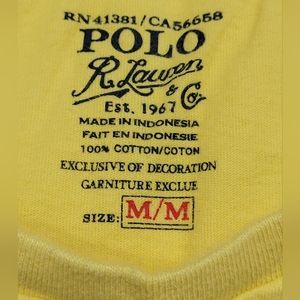 RN 41381/CA56658
POLO
R. Lauren
& Co
Est. 1967
MADE IN INDONESIA
FAIT EN INDONESIE
100% COTTON/COTON
EXCLUSIVE OF DECORATION
GARNITURE EXCLUE
SIZE: M/M